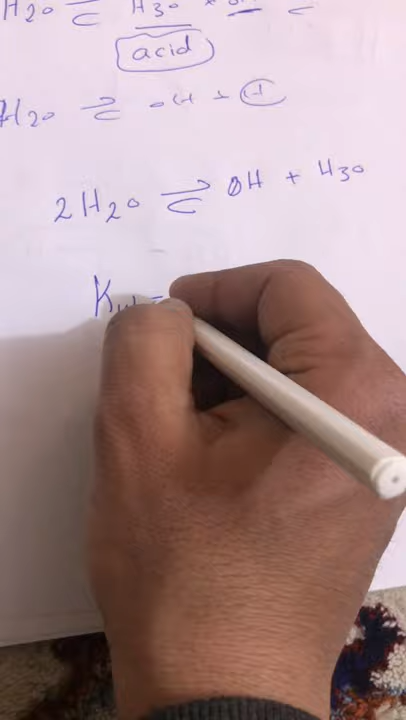 H2O ⇌ H3O +
acid
H2O ⇌ OH + H
2H2O ⇌ OH + H3O
Kw =